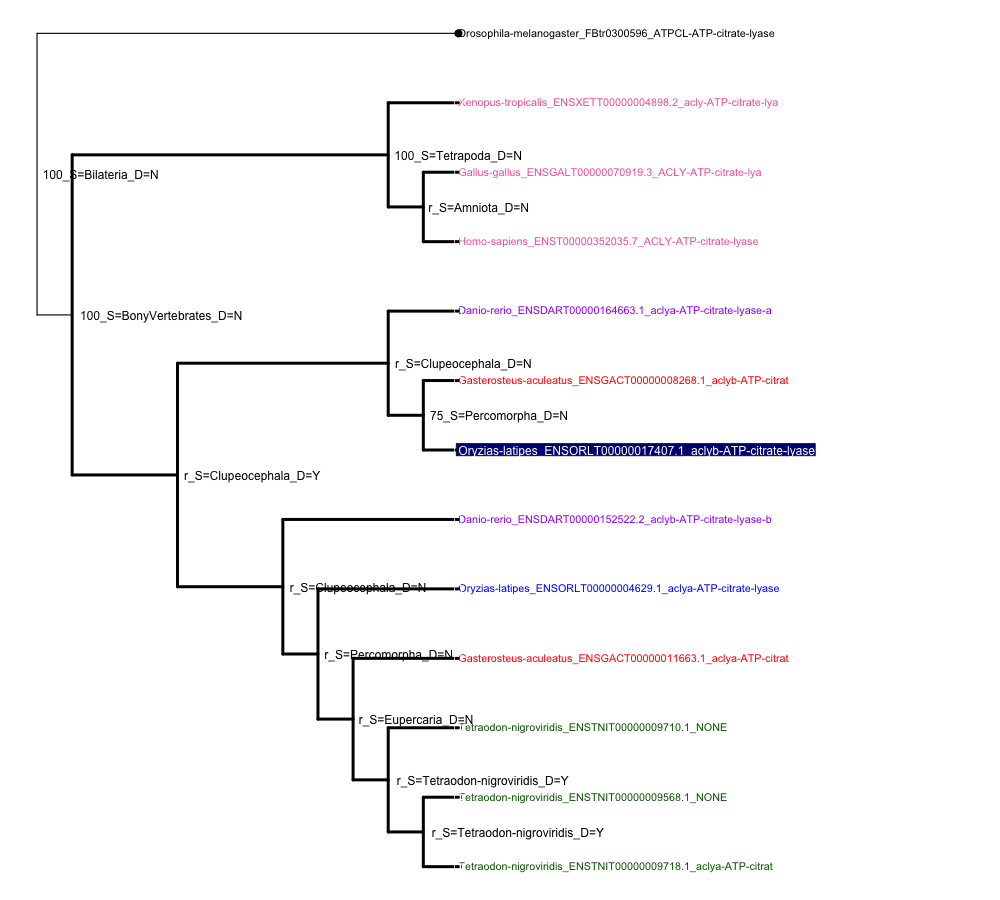 Drosophila-melanogaster_FBtr0300596_ATPCL-ATP-citrate-lyase
Xenopus-tropicalis_ENSXETT00000004898.2_acly-ATP-citrate-lya
100_S=Tetrapoda_D=N
Gallus-gallus_ENSGALT00000070919.3_ACLY-ATP-citrate-lya
100_S=Bilateria_D=N
r_S=Amniota_D=N
Homo-sapiens_ENST00000352035.7_ACLY-ATP-citrate-lyase
Danio-rerio_ENSDART00000164663.1_aclya-ATP-citrate-lyase-a
100_S=BonyVertebrates_D=N
r_S=Clupeocephala_D=N
Gasterosteus-aculeatus_ENSGACT00000008268.1_aclyb-ATP-citrat
75_S=Percomorpha_D=N
Oryzias-latipes_ENSORLT00000017407.1_aclyb-ATP-citrate-lyase
r_S=Clupeocephala_D=Y
Danio-rerio_ENSDART00000152522.2_aclyb-ATP-citrate-lyase-b
r_S=Clupeocephala_D=N
Oryzias-latipes_ENSORLT00000004629.1_aclya-ATP-citrate-lyase
r_S=Percomorpha_D=N
Gasterosteus-aculeatus_ENSGACT00000011663.1_aclya-ATP-citrat
r_S=Eupercaria_D=N
Tetraodon-nigroviridis_ENSTNIT00000009710.1_NONE
r_S=Tetraodon-nigroviridis_D=Y
Tetraodon-nigroviridis_ENSTNIT00000009568.1_NONE
r_S=Tetraodon-nigroviridis_D=Y
Tetraodon-nigroviridis_ENSTNIT00000009718.1_aclya-ATP-citrat